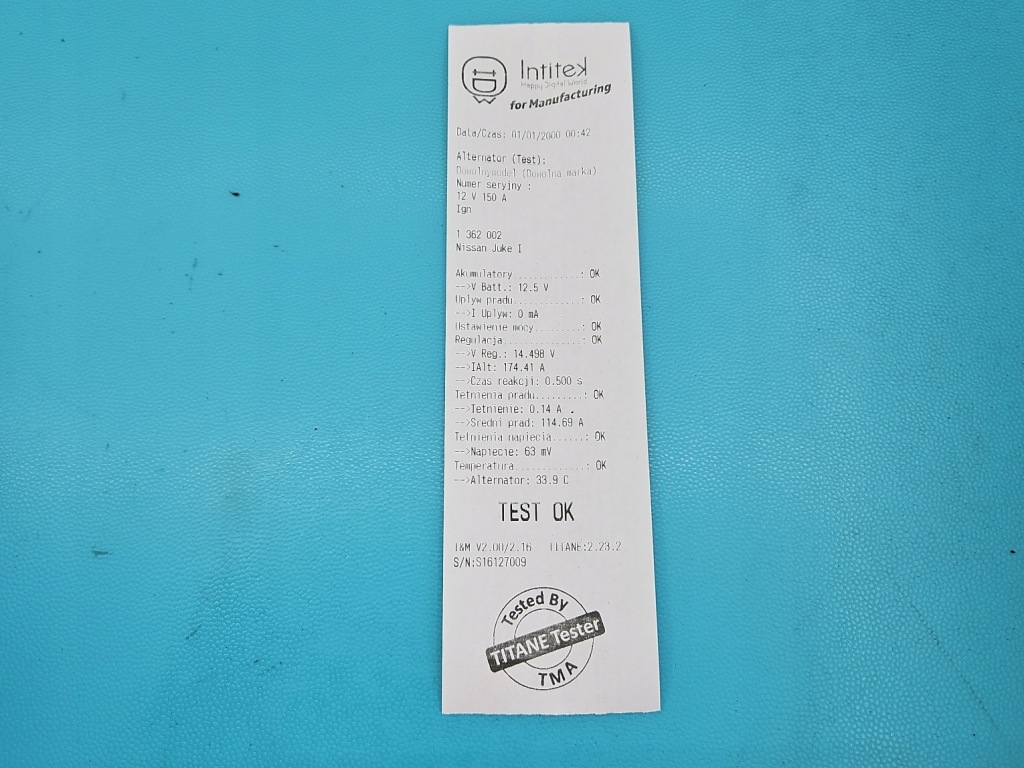 Intitek
Happy Digital World
for Manufacturing
Data/Czas: 01/01/2000 00:42
Alternator (Test):
Dowolnymodel (Dowolna marka)
Numer seryjny :
12 V 150 A
Ign
1 362 002
Nissan Juke I
Akumulatory............: OK
-->V Batt.: 12.5 V
Uplyw pradu............: OK
-->I Uplyw: 0 mA
Ustawienie mocy........: OK
Regulacja..............: OK
-->V Reg.: 14.498 V
-->IAlt: 174.41 A
-->Czas reakcji: 0.500 s
Tetnienia pradu.........: OK
-->Tetnienie: 0.14 A
-->Sredni prad: 114.69 A
Tetnienia napiecia......: OK
-->Napiecie: 63 mV
Temperatura.............: OK
-->Alternator: 33.9 C
TEST OK
I&M V2.00/2.16 TITANE:2.23.2
S/N:S16127009
Tested By
TITANE Tester
TMA